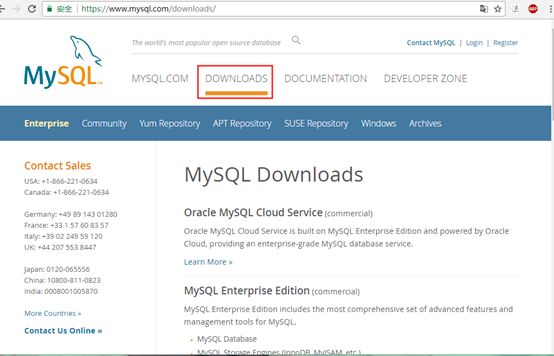 安全 | https://www.mysql.com/downloads/
The world's most popular open source database
Contact MySQL | Login | Register
MySQL
MYSQL.COM DOWNLOADS DOCUMENTATION DEVELOPER ZONE
Enterprise Community Yum Repository APT Repository SUSE Repository Windows Archives
Contact Sales
USA: +1-866-221-0634
Canada: +1-866-221-0634
Germany: +49 89 143 01280
France: +33 1 57 60 83 57
Italy: +39 02 249 59 120
UK: +44 207 553 8447
Japan: 0120-065556
China: 10800-811-0823
India: 0008001005870
More Countries »
Contact Us Online »
MySQL Downloads
Oracle MySQL Cloud Service (commercial)
Oracle MySQL Cloud Service is built on MySQL Enterprise Edition and powered by Oracle
Cloud, providing an enterprise-grade MySQL database service.
Learn More »
MySQL Enterprise Edition (commercial)
MySQL Enterprise Edition includes the most comprehensive set of advanced features and
management tools for MySQL.
MySQL Database
MySQL Storage Engines (InnoDB, MyISAM, etc.)